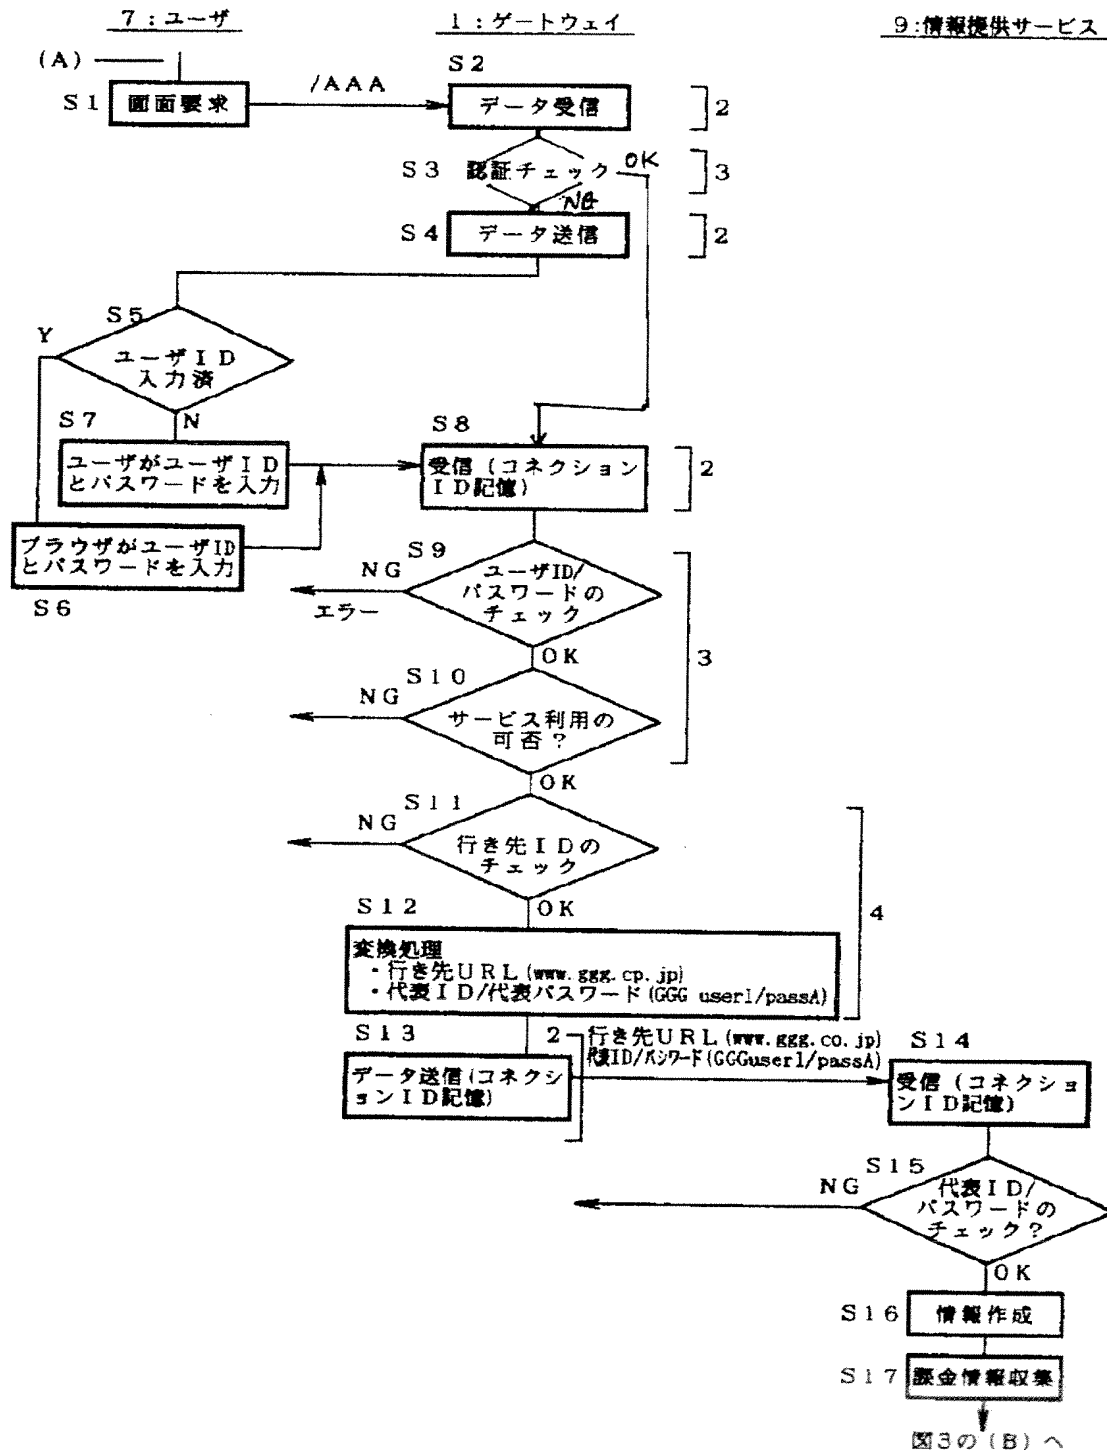 7：ユーザ
1：ゲートウェイ
9:情報提供サービス
(A)
S1
画面要求
/AAA
S2
データ受信
2
S3
認証チェック
OK
3
NG
S4
データ送信
2
S5
Y
ユーザID
入力済
N
S7
ユーザがユーザID
とパスワードを入力
S8
受信（コネクション
ID記憶）
2
ブラウザがユーザID
とパスワードを入力
S6
S9
NG
エラー
ユーザID/
パスワードの
チェック
OK
3
S10
NG
サービス利用の
可否？
OK
S11
NG
行き先IDの
チェック
OK
4
S12
変換処理
・行き先URL(www.ggg.cp.jp)
・代表ID/代表パスワード(GGG user1/passA)
S13
2
行き先URL(www.ggg.co.jp)
代表ID/パスワード(GGGuser1/passA)
データ送信(コネクシ
ョンID記憶)
S14
受信（コネクショ
ンID記憶）
S15
NG
代表ID/
パスワードの
チェック？
OK
S16
情報作成
S17
課金情報収集
図3の(B)へ